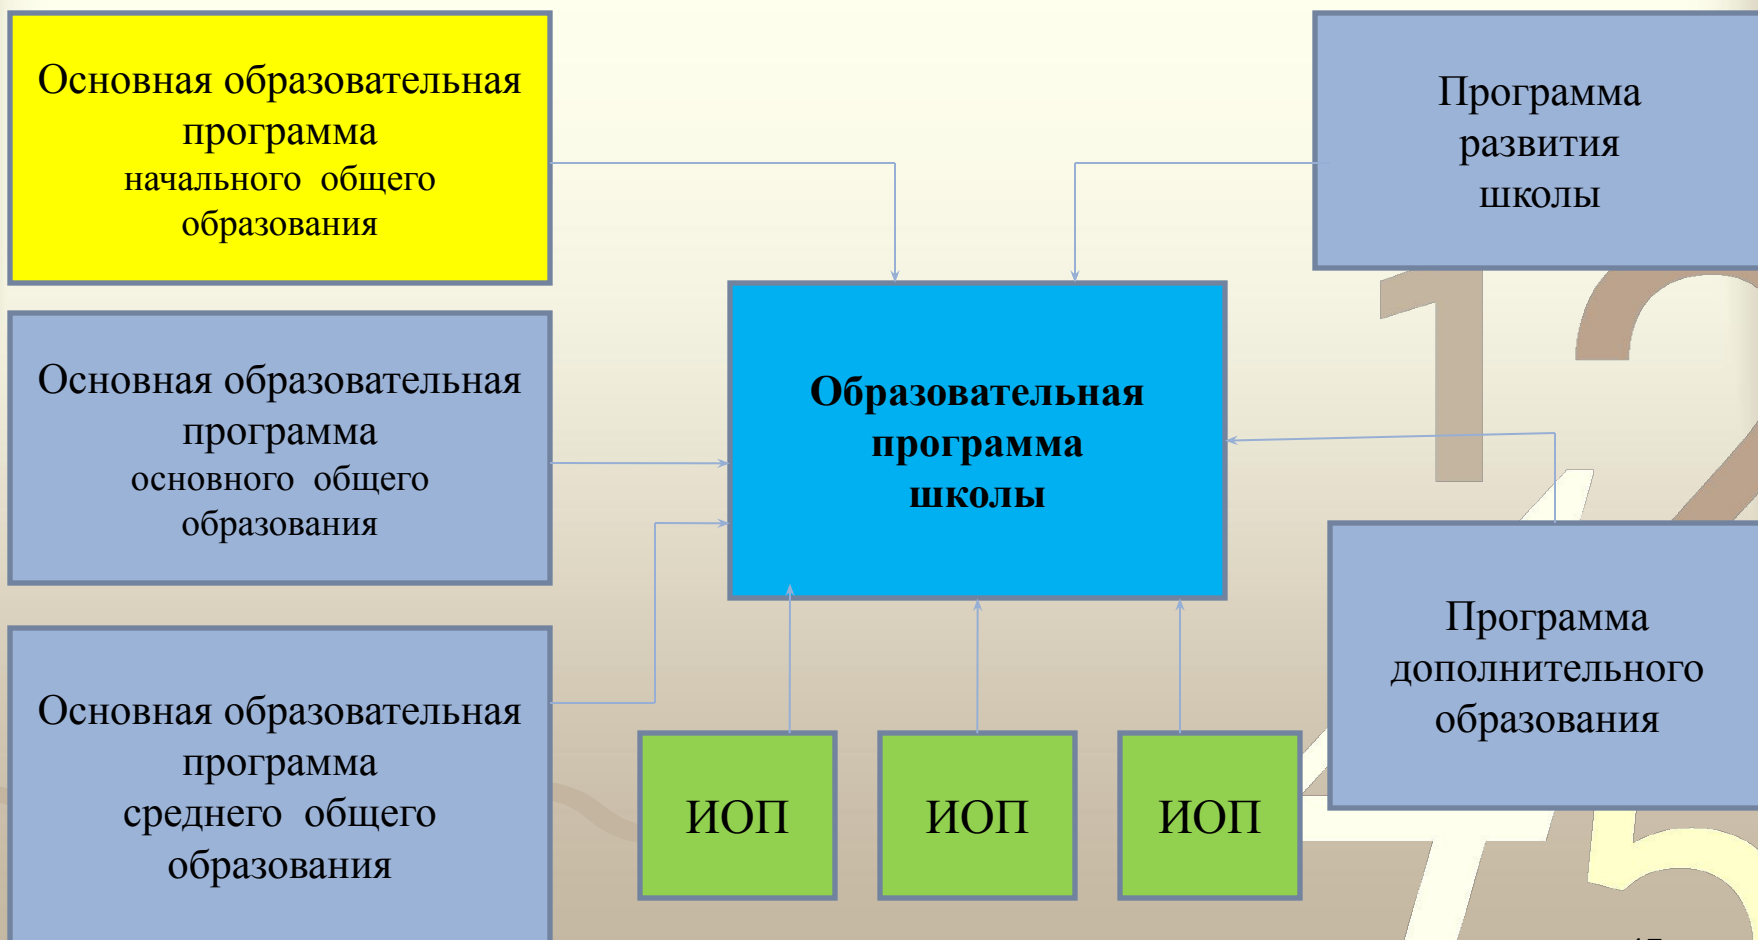 Основная образовательная
программа
начального общего
образования
Программа
развития
школы
Основная образовательная
программа
основного общего
образования
Образовательная
программа
школы
Основная образовательная
программа
среднего общего
образования
ИОП
ИОП
ИОП
Программа
дополнительного
образования